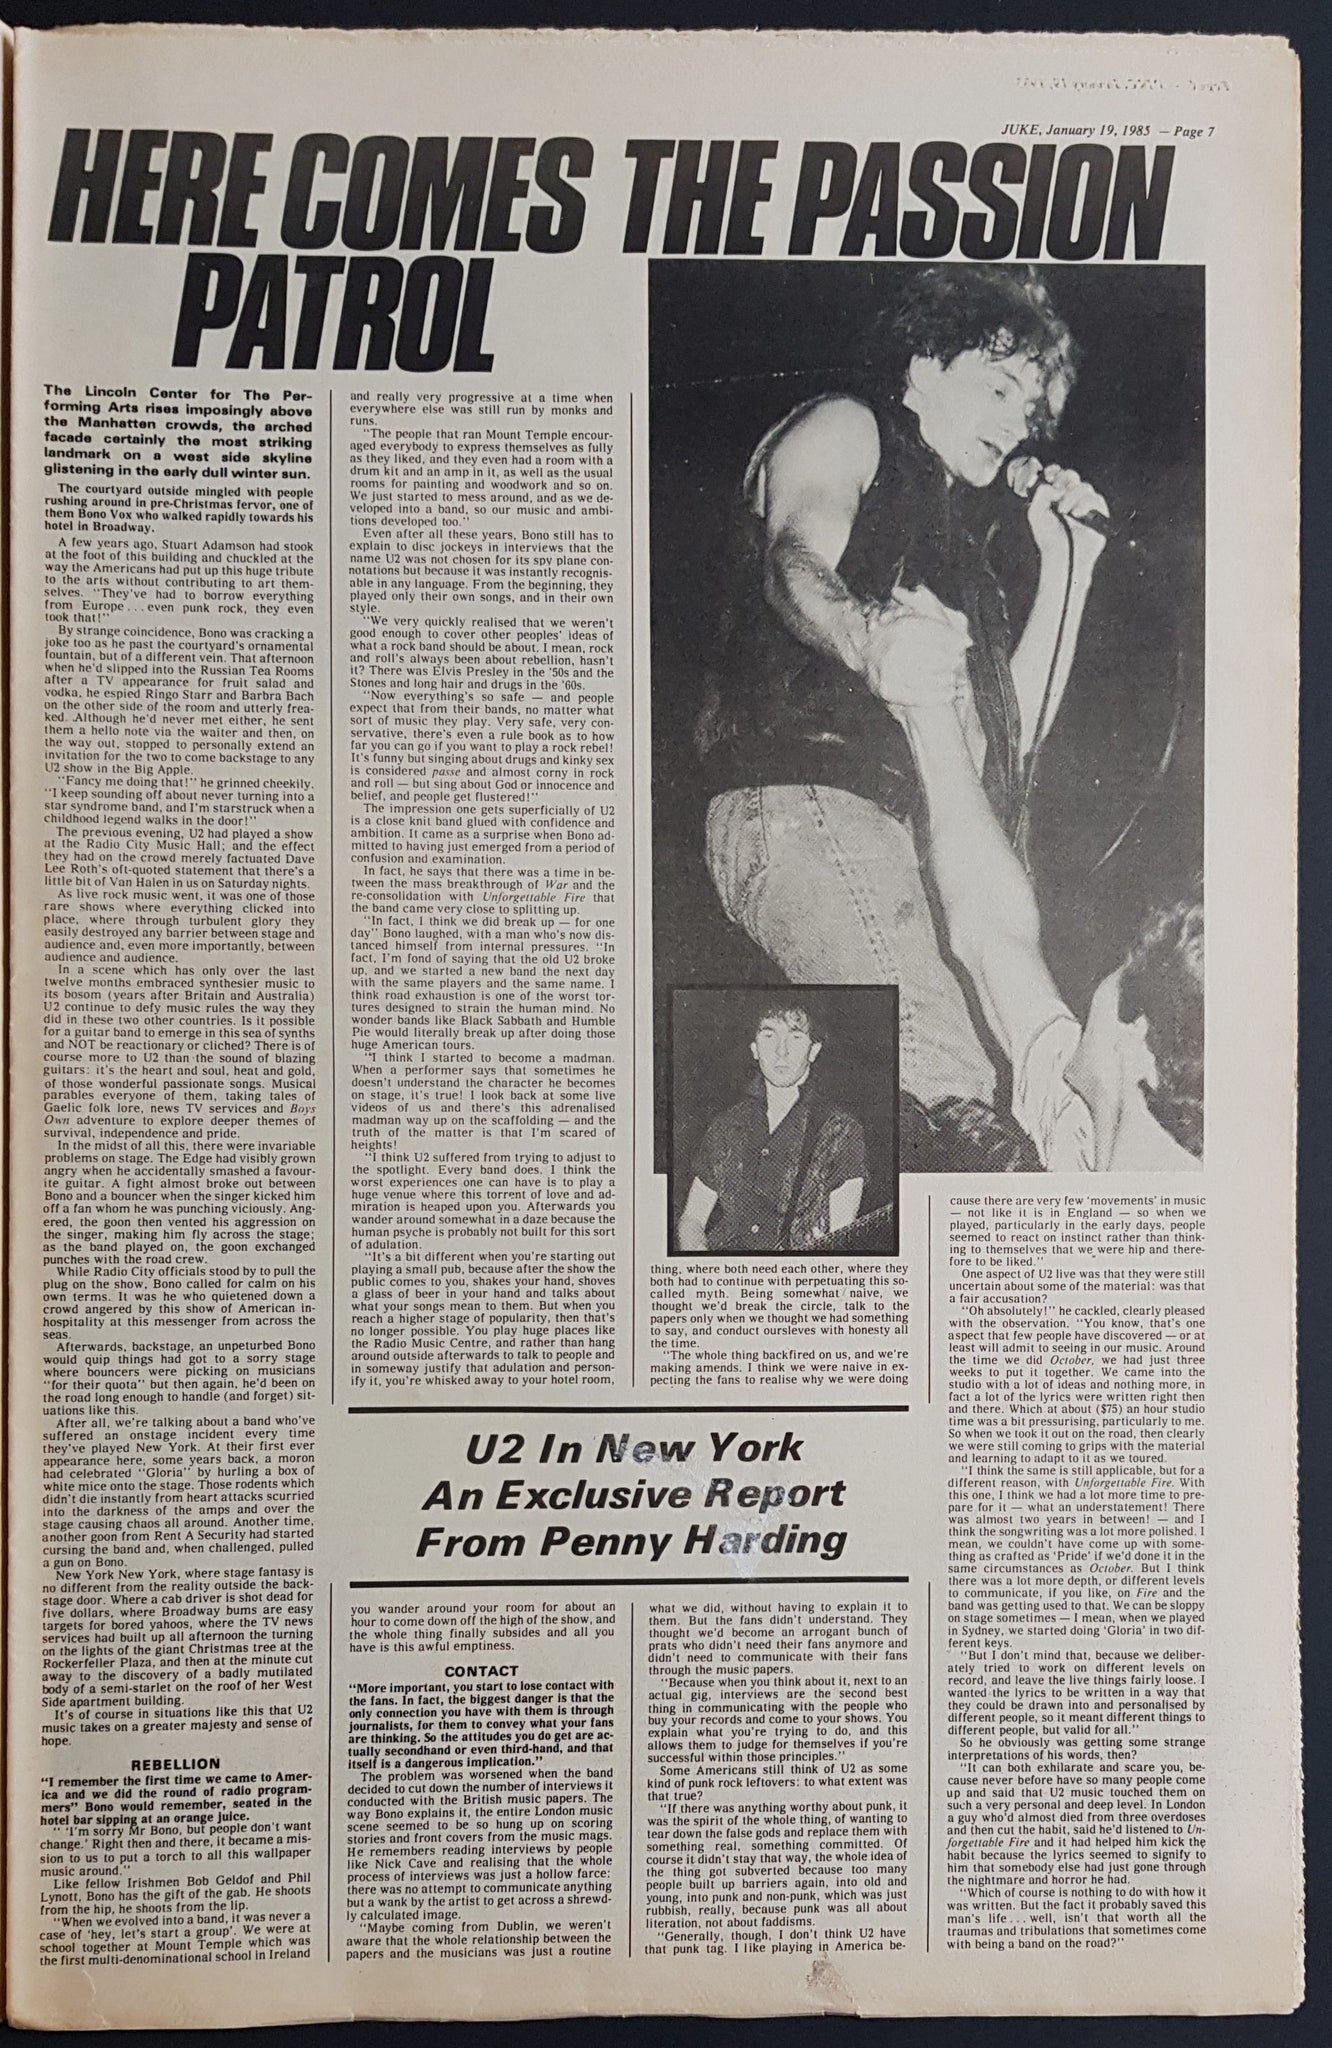 JUKE, January 19, 1985 — Page 7
HERE COMES THE PASSION
PATROL
The Lincoln Center for The Per-
forming Arts rises imposingly above
the Manhatten crowds, the arched
facade certainly the most striking
landmark on a west side skyline
glistening in the early dull winter sun.
The courtyard outside mingled with people
rushing around in pre-Christmas fervor, one of
them Bono Vox who walked rapidly towards his
hotel in Broadway.
A few years ago, Stuart Adamson had stook
at the foot of this building and chuckled at the
way the Americans had put up this huge tribute
to the arts without contributing to art them-
selves. "They've had to borrow everything
from Europe . . . even punk rock, they even
took that!"
By strange coincidence, Bono was cracking a
joke too as he past the courtyard's ornamental
fountain, but of a different vein. That afternoon
when he'd slipped into the Russian Tea Rooms
after a TV appearance for fruit salad and
vodka, he espied Ringo Starr and Barbra Bach
on the other side of the room and utterly frea-
ked. Although he'd never met either, he sent
them a hello note via the waiter and then, on
the way out, stopped to personally extend an
invitation for the two to come backstage to any
U2 show in the Big Apple.
"Fancy me doing that!" he grinned cheekily.
"I keep sounding off about never turning into a
star syndrome band, and I'm starstruck when a
childhood legend walks in the door!"
The previous evening, U2 had played a show
at the Radio City Music Hall; and the effect
they had on the crowd merely factuated Dave
Lee Roth's oft-quoted statement that there's a
little bit of Van Halen in us on Saturday nights.
As live rock music went, it was one of those
rare shows where everything clicked into
place, where through turbulent glory they
easily destroyed any barrier between stage and
audience and, even more importantly, between
audience and audience.
In a scene which has only over the last
twelve months embraced synthesier music to
its bosom (years after Britain and Australia)
U2 continue to defy music rules the way they
did in these two other countries. Is it possible
for a guitar band to emerge in this sea of synths
and NOT be reactionary or cliched? There is of
course more to U2 than the sound of blazing
guitars: it's the heart and soul, heat and gold,
of those wonderful passionate songs. Musical
parables everyone of them, taking tales of
Gaelic folk lore, news TV services and Boys
Own adventure to explore deeper themes of
survival, independence and pride.
In the midst of all this, there were invariable
problems on stage. The Edge had visibly grown
angry when he accidentally smashed a favour-
ite guitar. A fight almost broke out between
Bono and a bouncer when the singer kicked him
off a fan whom he was punching viciously. Ang-
ered, the goon then vented his aggression on
the singer, making him fly across the stage;
as the band played on, the goon exchanged
punches with the road crew.
While Radio City officials stood by to pull the
plug on the show, Bono called for calm on his
own terms. It was he who quietened down a
crowd angered by this show of American in-
hospitality at this messenger from across the
seas.
Afterwards, backstage, an unpeturbed Bono
would quip things had got to a sorry stage
where bouncers were picking on musicians
"for their quota" but then again, he'd been on
the road long enough to handle (and forget) sit-
uations like this.
After all, we're talking about a band who've
suffered an onstage incident every time
they've played New York. At their first ever
appearance here, some years back, a moron
had celebrated "Gloria" by hurling a box of
white mice onto the stage. Those rodents which
didn't die instantly from heart attacks scurried
into the darkness of the amps and over the
stage causing chaos all around. Another time,
another goon from Rent A Security had started
cursing the band and, when challenged, pulled
a gun on Bono.
New York New York, where stage fantasy is
no different from the reality outside the back-
stage door. Where a cab driver is shot dead for
five dollars, where Broadway bums are easy
targets for bored yahoos, where the TV news
services had built up all afternoon the turning
on the lights of the giant Christmas tree at the
Rockerfeller Plaza, and then at the minute cut
away to the discovery of a badly mutilated
body of a semi-starlet on the roof of her West
Side apartment building.
It's of course in situations like this that U2
music takes on a greater majesty and sense of
hope.
REBELLION
"I remember the first time we came to Amer-
ica and we did the round of radio program-
mers" Bono would remember, seated in the
hotel bar sipping at an orange juice.
" 'I'm sorry Mr Bono, but people don't want
change.' Right then and there, it became a mis-
sion to us to put a torch to all this wallpaper
music around."
Like fellow Irishmen Bob Geldof and Phil
Lynott, Bono has the gift of the gab. He shoots
from the hip, he shoots from the lip.
"When we evolved into a band, it was never a
case of 'hey, let's start a group'. We were at
school together at Mount Temple which was
the first multi-denominational school in Ireland
and really very progressive at a time when
everywhere else was still run by monks and
runs.
"The people that ran Mount Temple encour-
aged everybody to express themselves as fully
as they liked, and they even had a room with a
drum kit and an amp in it, as well as the usual
rooms for painting and woodwork and so on.
We just started to mess around, and as we de-
veloped into a band, so our music and ambi-
tions developed too."
Even after all these years, Bono still has to
explain to disc jockeys in interviews that the
name U2 was not chosen for its spy plane con-
notations but because it was instantly recognis-
able in any language. From the beginning, they
played only their own songs, and in their own
style.
"We very quickly realised that we weren't
good enough to cover other peoples' ideas of
what a rock band should be about. I mean, rock
and roll's always been about rebellion, hasn't
it? There was Elvis Presley in the '50s and the
Stones and long hair and drugs in the '60s.
"Now everything's so safe — and people
expect that from their bands, no matter what
sort of music they play. Very safe, very con-
servative, there's even a rule book as to how
far you can go if you want to play a rock rebel!
It's funny but singing about drugs and kinky sex
is considered passe and almost corny in rock
and roll — but sing about God or innocence and
belief, and people get flustered!"
The impression one gets superficially of U2
is a close knit band glued with confidence and
ambition. It came as a surprise when Bono ad-
mitted to having just emerged from a period of
confusion and examination.
In fact, he says that there was a time in be-
tween the mass breakthrough of War and the
re-consolidation with Unforgettable Fire that
the band came very close to splitting up.
"In fact, I think we did break up — for one
day" Bono laughed, with a man who's now dis-
tanced himself from internal pressures. "In
fact, I'm fond of saying that the old U2 broke
up, and we started a new band the next day
with the same players and the same name. I
think road exhaustion is one of the worst tor-
tures designed to strain the human mind. No
wonder bands like Black Sabbath and Humble
Pie would literally break up after doing those
huge American tours.
"I think I started to become a madman.
When a performer says that sometimes he
doesn't understand the character he becomes
on stage, it's true! I look back at some live
videos of us and there's this adrenalised
madman way up on the scaffolding — and the
truth of the matter is that I'm scared of
heights!
"I think U2 suffered from trying to adjust to
the spotlight. Every band does. I think the
worst experiences one can have is to play a
huge venue where this torrent of love and ad-
miration is heaped upon you. Afterwards you
wander around somewhat in a daze because the
human psyche is probably not built for this sort
of adulation.
"It's a bit different when you're starting out
playing a small pub, because after the show the
public comes to you, shakes your hand, shoves
a glass of beer in your hand and talks about
what your songs mean to them. But when you
reach a higher stage of popularity, then that's
no longer possible. You play huge places like
the Radio Music Centre, and rather than hang
around outside afterwards to talk to people and
in someway justify that adulation and person-
ify it, you're whisked away to your hotel room,
U2 In New York
An Exclusive Report
From Penny Harding
you wander around your room for about an
hour to come down off the high of the show, and
the whole thing finally subsides and all you
have is this awful emptiness.
CONTACT
"More important, you start to lose contact with
the fans. In fact, the biggest danger is that the
only connection you have with them is through
journalists, for them to convey what your fans
are thinking. So the attitudes you do get are ac-
tually secondhand or even third-hand, and that
itself is a dangerous implication."
The problem was worsened when the band
decided to cut down the number of interviews it
conducted with the British music papers. The
way Bono explains it, the entire London music
scene seemed to be so hung up on scoring
stories and front covers from the music mags.
He remembers reading interviews by people
like Nick Cave and realising that the whole
process of interviews was just a hollow farce:
there was no attempt to communicate anything
but a wank by the artist to get across a shrewd-
ly calculated image.
"Maybe coming from Dublin, we weren't
aware that the whole relationship between the
papers and the musicians was just a routine
thing, where both need each other, where they
both had to continue with perpetuating this so-
called myth. Being somewhat naive, we
thought we'd break the circle, talk to the
papers only when we thought we had something
to say, and conduct oursleves with honesty all
the time.
"The whole thing backfired on us, and we're
making amends. I think we were naive in ex-
pecting the fans to realise why we were doing
what we did, without having to explain it to
them. But the fans didn't understand. They
thought we'd become an arrogant bunch of
prats who didn't need their fans anymore and
didn't need to communicate with their fans
through the music papers.
"Because when you think about it, next to an
actual gig, interviews are the second best
thing in communicating with the people who
buy your records and come to your shows. You
explain what you're trying to do, and this
allows them to judge for themselves if you're
successful within those principles."
Some Americans still think of U2 as some
kind of punk rock leftovers: to what extent was
that true?
"If there was anything worthy about punk, it
was the spirit of the whole thing, of wanting to
tear down the false gods and replace them with
something real, something committed. Of
course it didn't stay that way, the whole idea of
the thing got subverted because too many
people built up barriers again, into old and
young, into punk and non-punk, which was just
rubbish, really, because punk was all about
literation, not about faddisms.
"Generally, though, I don't think U2 have
that punk tag. I like playing in America be-
cause there are very few 'movements' in music
— not like it is in England — so when we
played, particularly in the early days, people
seemed to react on instinct rather than think-
ing to themselves that we were hip and there-
fore to be liked."
One aspect of U2 live was that they were still
uncertain about some of the material: was that
a fair accusation?
"Oh absolutely!" he cackled, clearly pleased
with the observation. "You know, that's one
aspect that few people have discovered — or at
least will admit to seeing in our music. Around
the time we did October, we had just three
weeks to put it together. We came into the
studio with a lot of ideas and nothing more, in
fact a lot of the lyrics were written right then
and there. Which at about ($75) an hour studio
time was a bit pressurising, particularly to me.
So when we took it out on the road, then clearly
we were still coming to grips with the material
and learning to adapt to it as we toured.
"I think the same is still applicable, but for a
different reason, with Unforgettable Fire. With
this one, I think we had a lot more time to pre-
pare for it — what an understatement! There
was almost two years in between! — and I
think the songwriting was a lot more polished. I
mean, we couldn't have come up with some-
thing as crafted as 'Pride' if we'd done it in the
same circumstances as October. But I think
there was a lot more depth, or different levels
to communicate, if you like, on Fire and the
band was getting used to that. We can be sloppy
on stage sometimes — I mean, when we played
in Sydney, we started doing 'Gloria' in two dif-
ferent keys.
"But I don't mind that, because we deliber-
ately tried to work on different levels on
record, and leave the live things fairly loose. I
wanted the lyrics to be written in a way that
they could be drawn into and personalised by
different people, so it meant different things to
different people, but valid for all."
So he obviously was getting some strange
interpretations of his words, then?
"It can both exhilarate and scare you, be-
cause never before have so many people come
up and said that U2 music touched them on
such a very personal and deep level. In London
a guy who'd almost died from three overdoses
and then cut the habit, said he'd listened to Un-
forgettable Fire and it had helped him kick the
habit because the lyrics seemed to signify to
him that somebody else had just gone through
the nightmare and horror he had.
"Which of course is nothing to do with how it
was written. But the fact it probably saved this
man's life . . . well, isn't that worth all the
traumas and tribulations that sometimes come
with being a band on the road?"